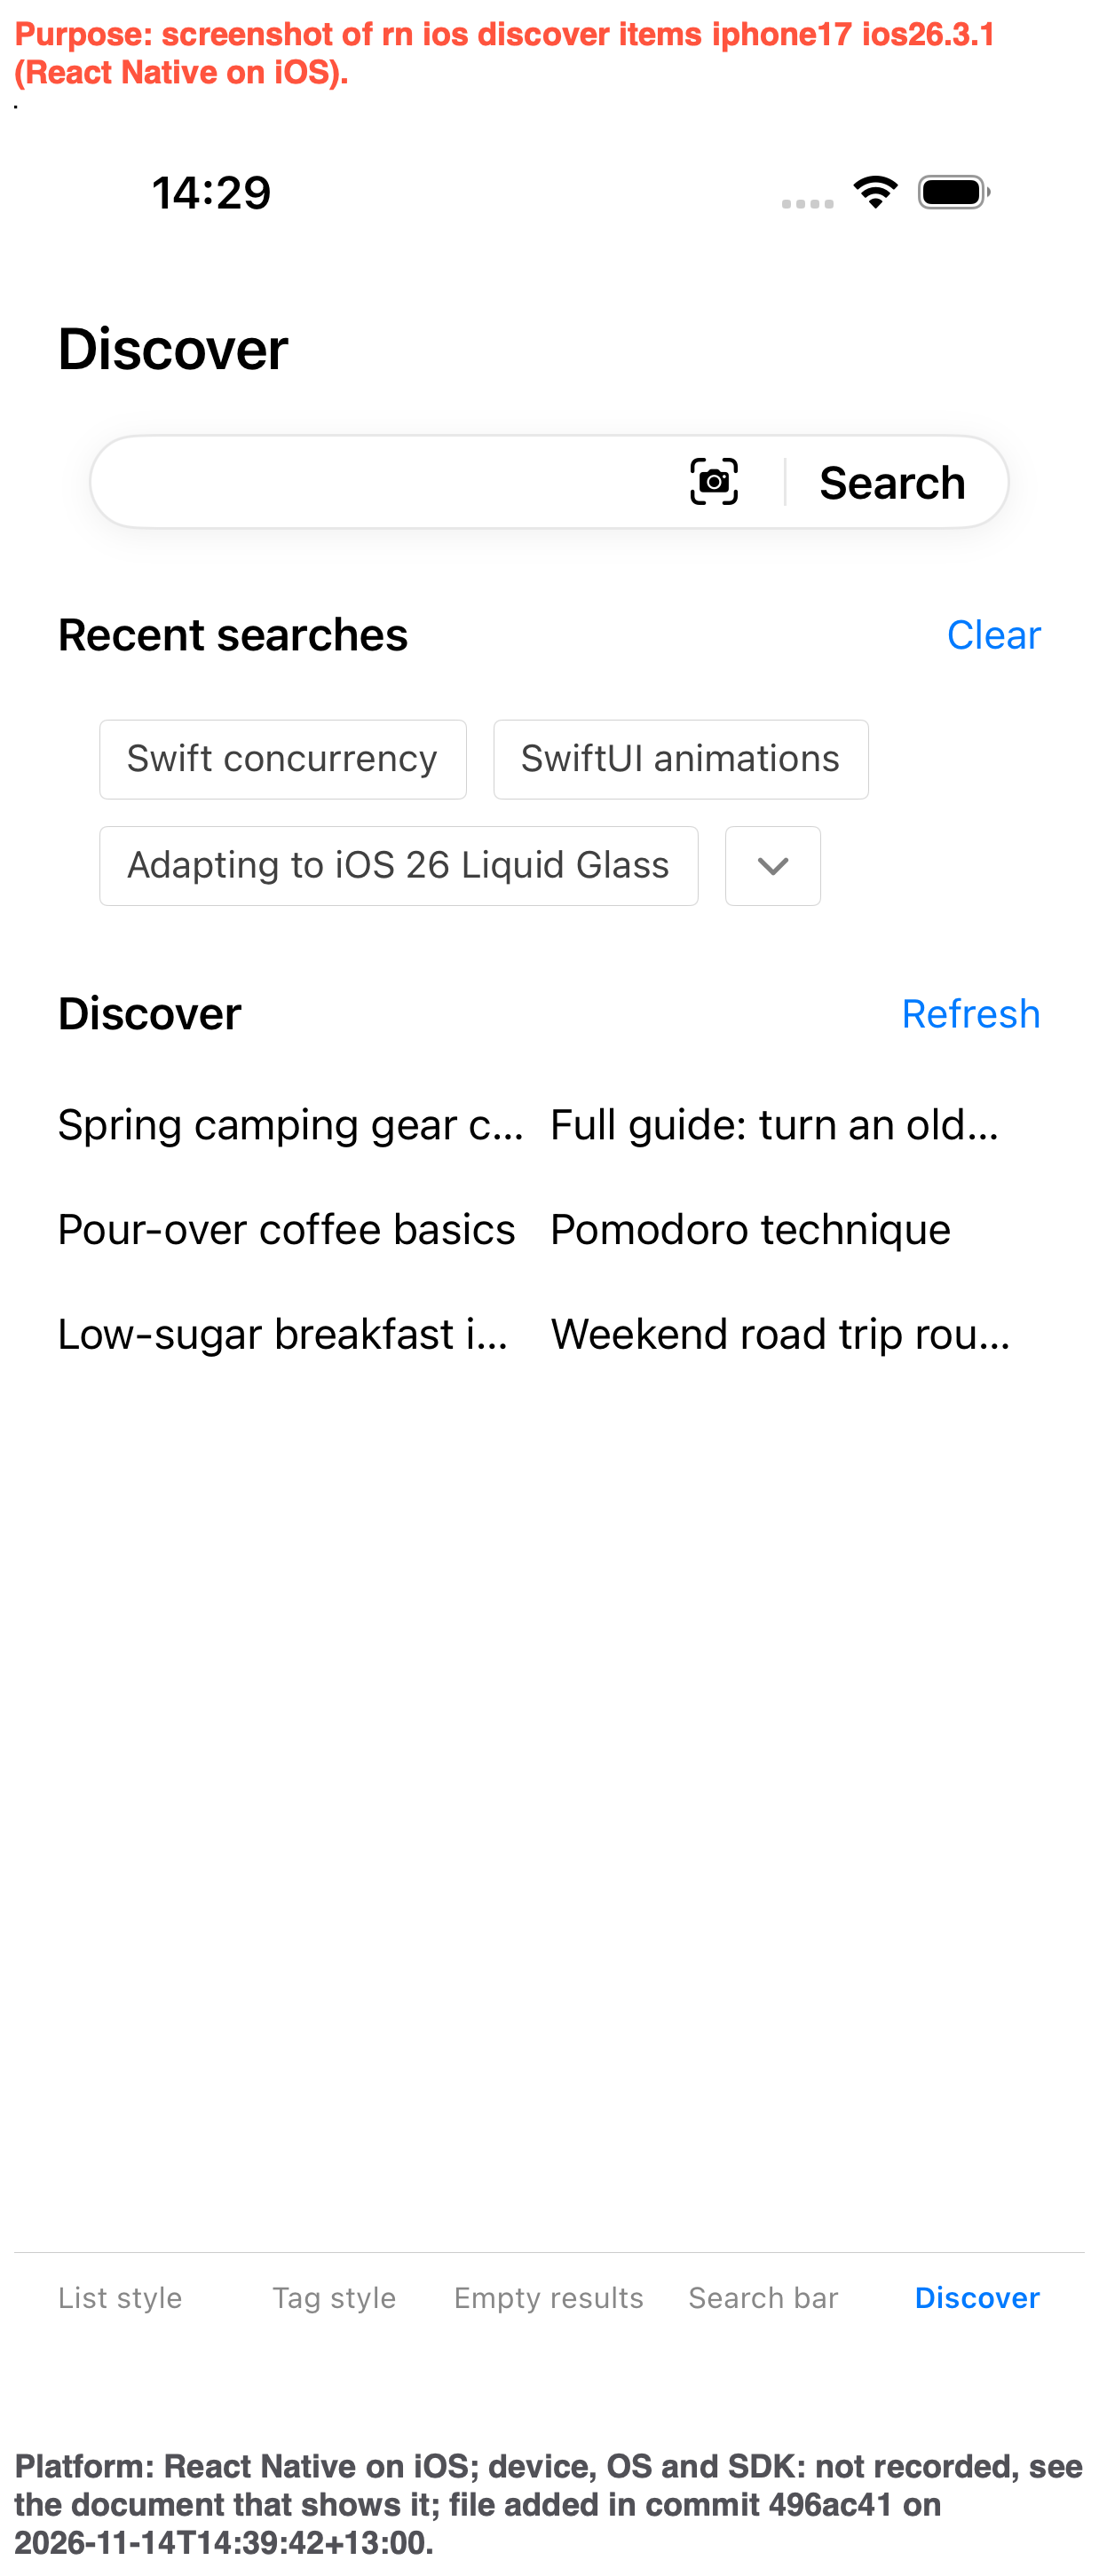 Purpose: screenshot of rn ios discover items iphone17 ios26.3.1
(React Native on iOS).
.
14:29
Discover
Search
Recent searches Clear
Swift concurrency SwiftUI animations
Adapting to iOS 26 Liquid Glass
Discover Refresh
Spring camping gear c... Full guide: turn an old...
Pour-over coffee basics Pomodoro technique
Low-sugar breakfast i... Weekend road trip rou...
List style Tag style Empty results Search bar Discover
Platform: React Native on iOS; device, OS and SDK: not recorded, see
the document that shows it; file added in commit 496ac41 on
2026-11-14T14:39:42+13:00.